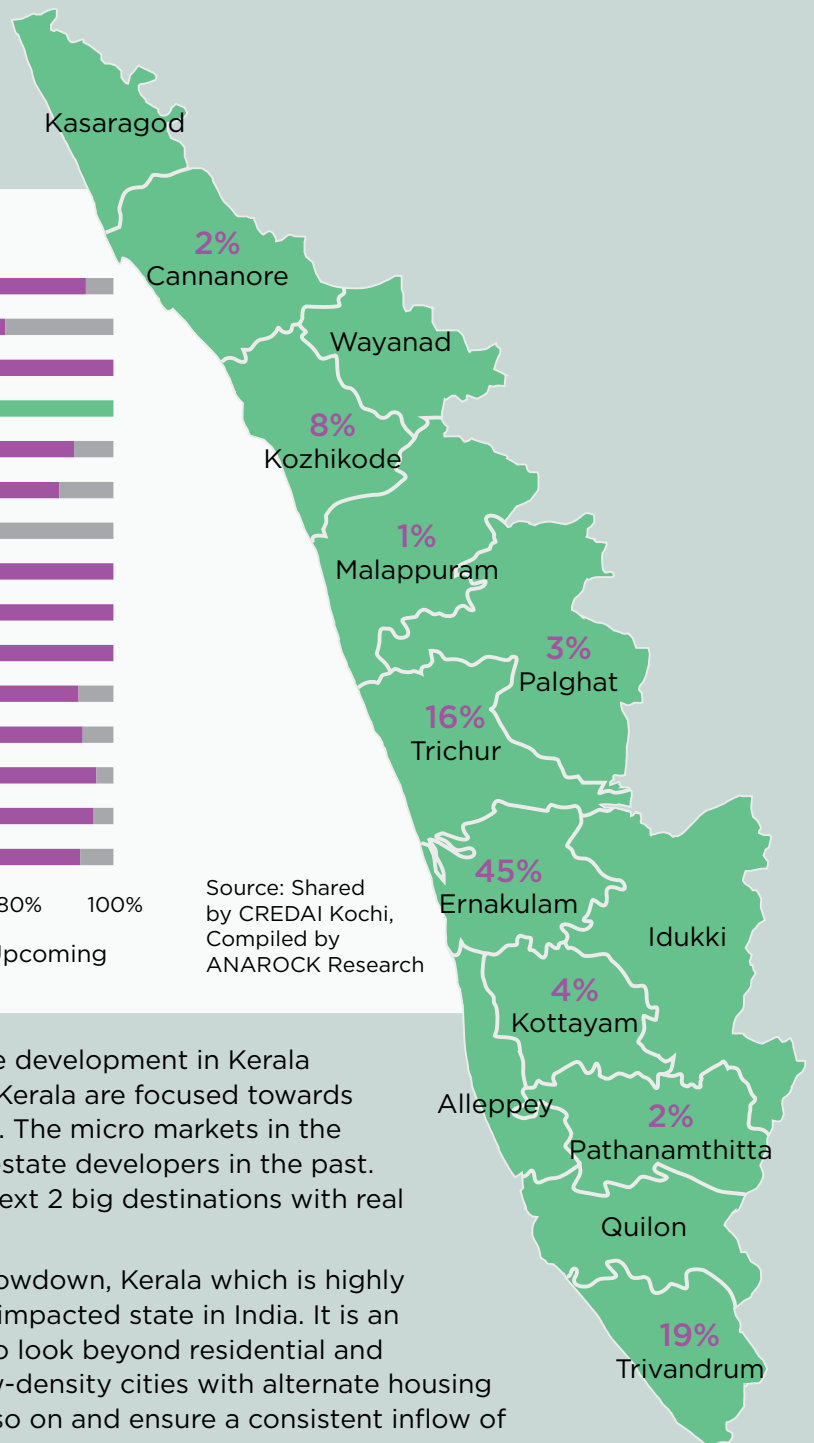 Kasaragod
2%
Cannanore
Wayanad
8%
Kozhikode
1%
Malappuram
3%
Palghat
16%
Trichur
45%
Ernakulam
Idukki
4%
Kottayam
Alleppey
2%
Pathanamthitta
Quilon
19%
Trivandrum
80% 100%
Upcoming
Source: Shared
by CREDAI Kochi,
Compiled by
ANAROCK Research
development in Kerala
Kerala are focused towards
. The micro markets in the
estate developers in the past.
ext 2 big destinations with real
owdown, Kerala which is highly
impacted state in India. It is an
o look beyond residential and
-density cities with alternate housing
so on and ensure a consistent inflow of